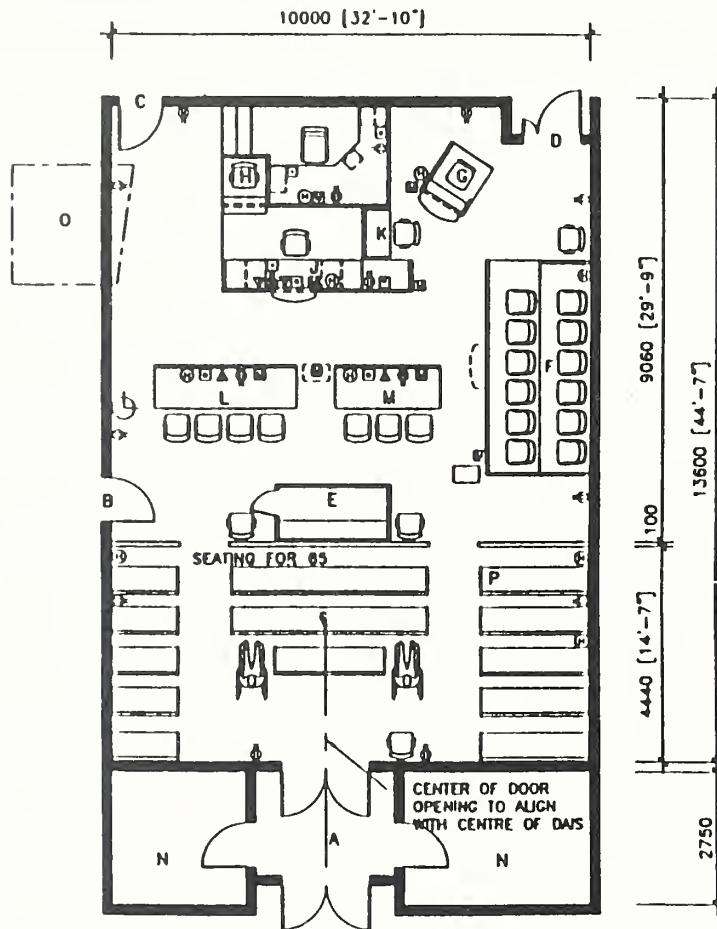 10000 [32'-10"]
C
D
H
G
O
K
J
9060 [29'-9"]
F
13600 [44'-7"]
L
M
B
E
100
SEATING FOR 65
P
4440 [14'-7"]
CENTER OF DOOR
OPENING TO ALIGN
WITH CENTRE OF DAIS
A
N
N
2750